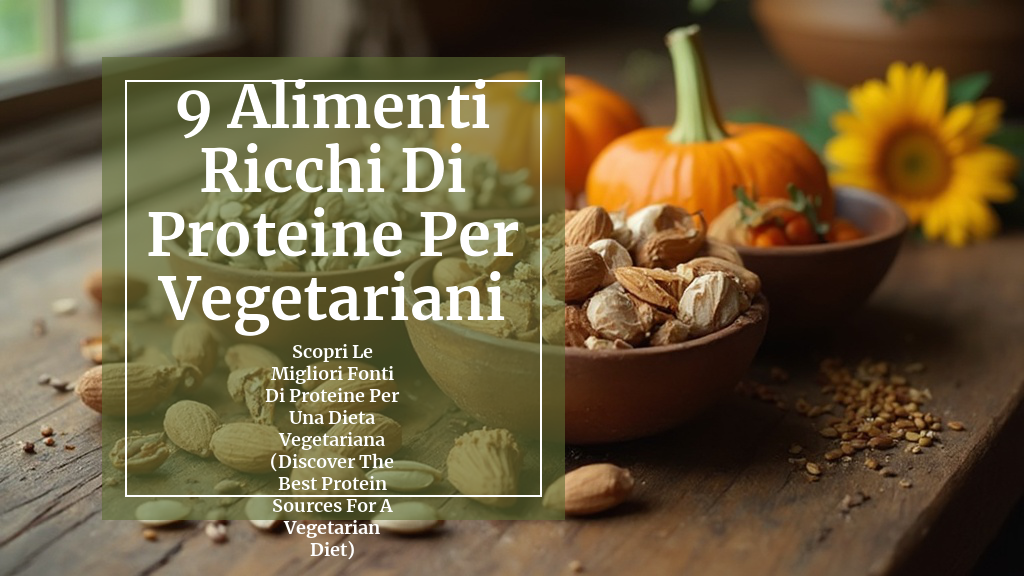 9 Alimenti
Ricchi Di
Proteine Per
Vegetariani
Scopri Le
Migliori Fonti
Di Proteine Per
Una Dieta
Vegetariana
(Discover The
Best Protein
Sources For A
Vegetarian
Diet)